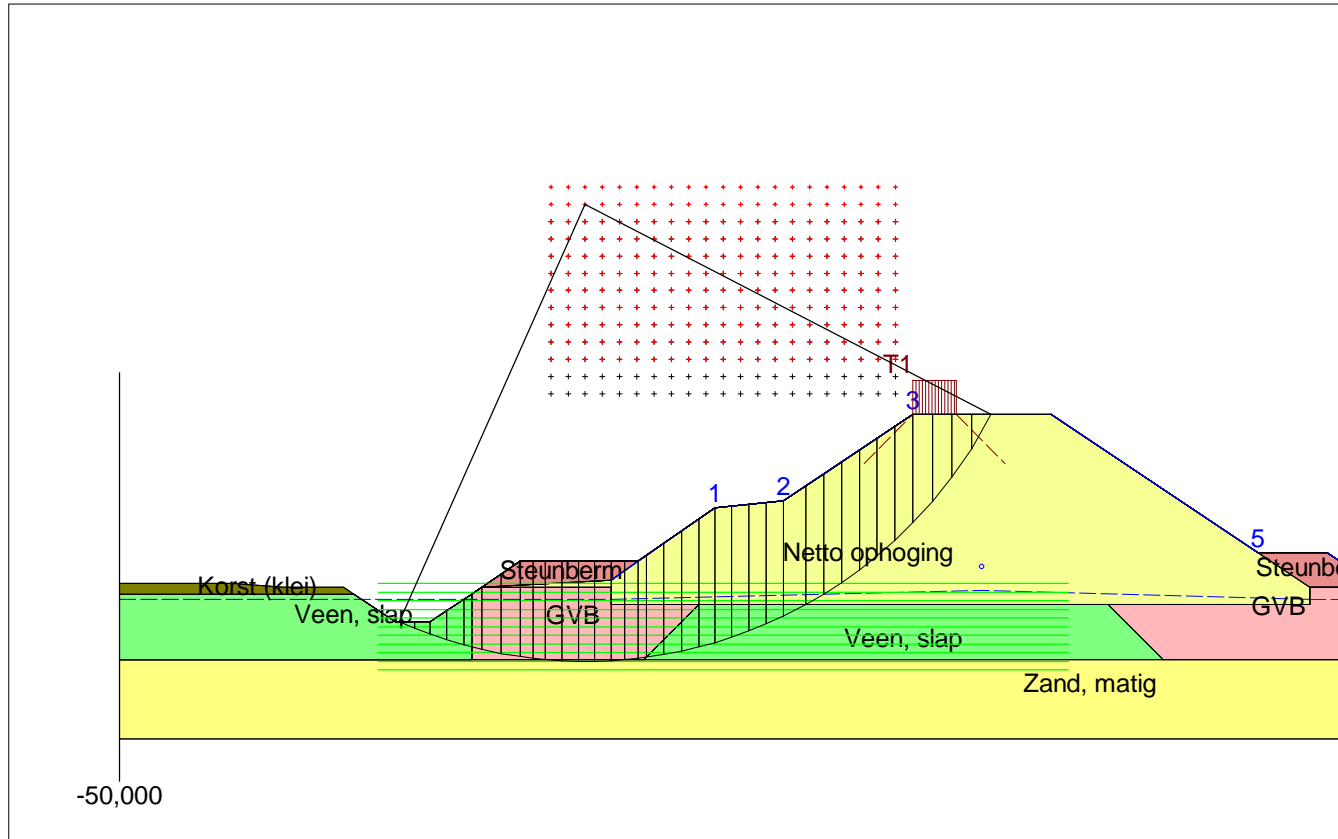 T1
3
1
2
5
Netto ophoging
Steunberm
Steunbe
Korst (klei)
Veen, slap
GVB
GVB
Veen, slap
Zand, matig
-50,000